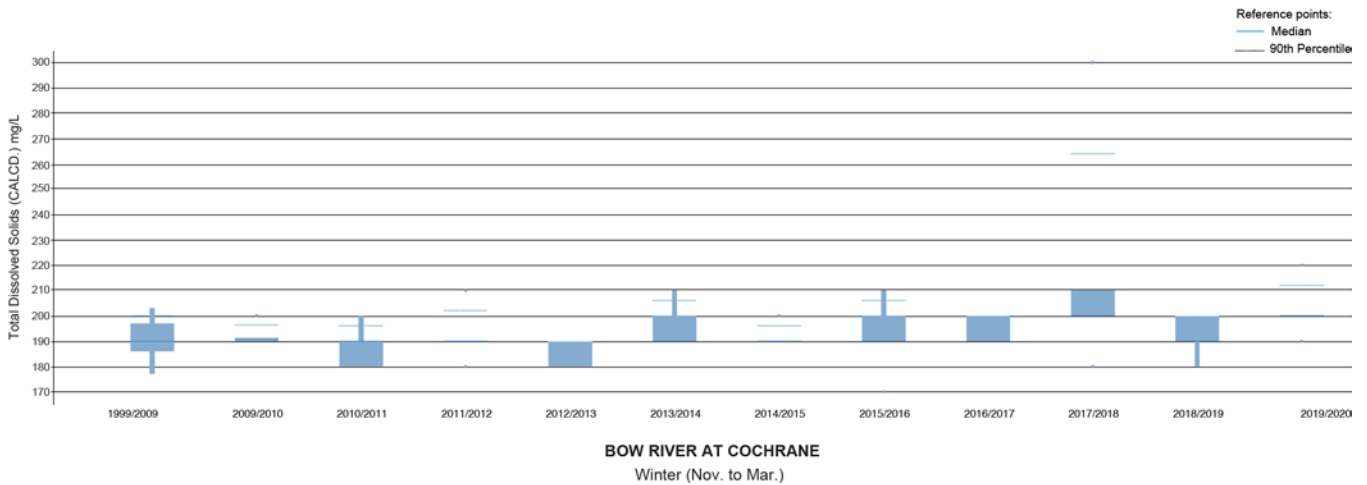 Reference points:
Median
90th Percentile
Total Dissolved Solids (CALCD.) mg/L
300
290
280
270
260
250
240
230
220
210
200
190
180
170
1999/2009 2009/2010 2010/2011 2011/2012 2012/2013 2013/2014 2014/2015 2015/2016 2016/2017 2017/2018 2018/2019 2019/2020
BOW RIVER AT COCHRANE
Winter (Nov. to Mar.)